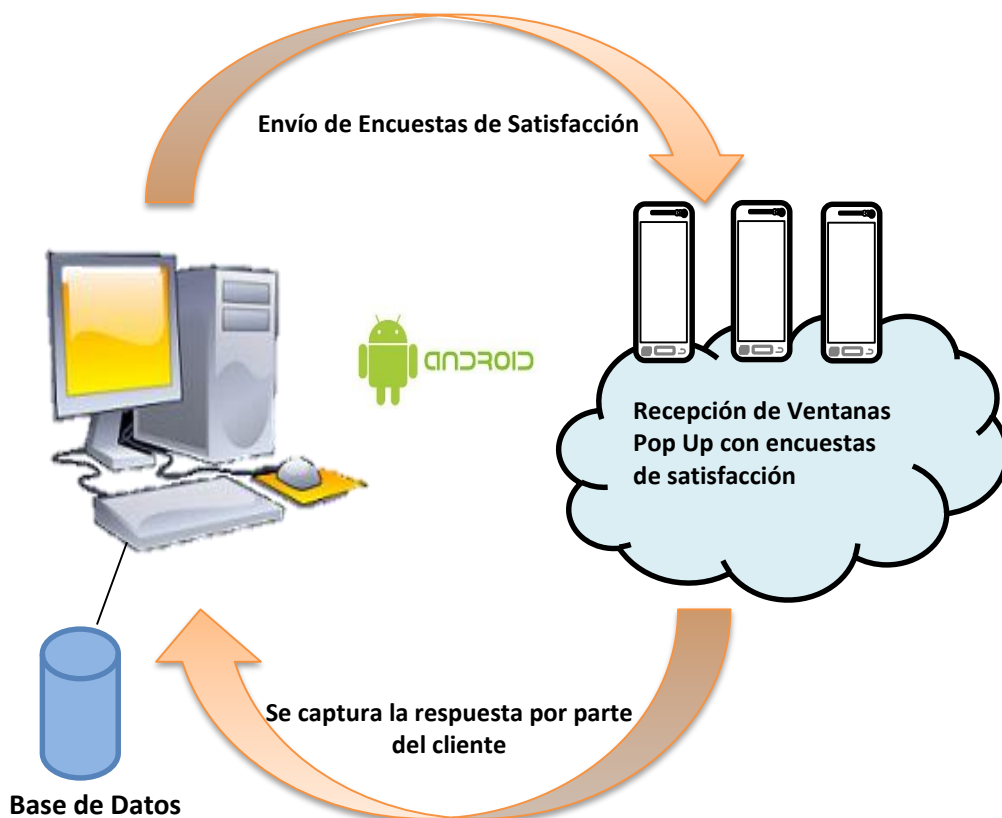 Envío de Encuestas de Satisfacción
ANDROID
Recepción de Ventanas
Pop Up con encuestas
de satisfacción
Se captura la respuesta por parte
del cliente
Base de Datos